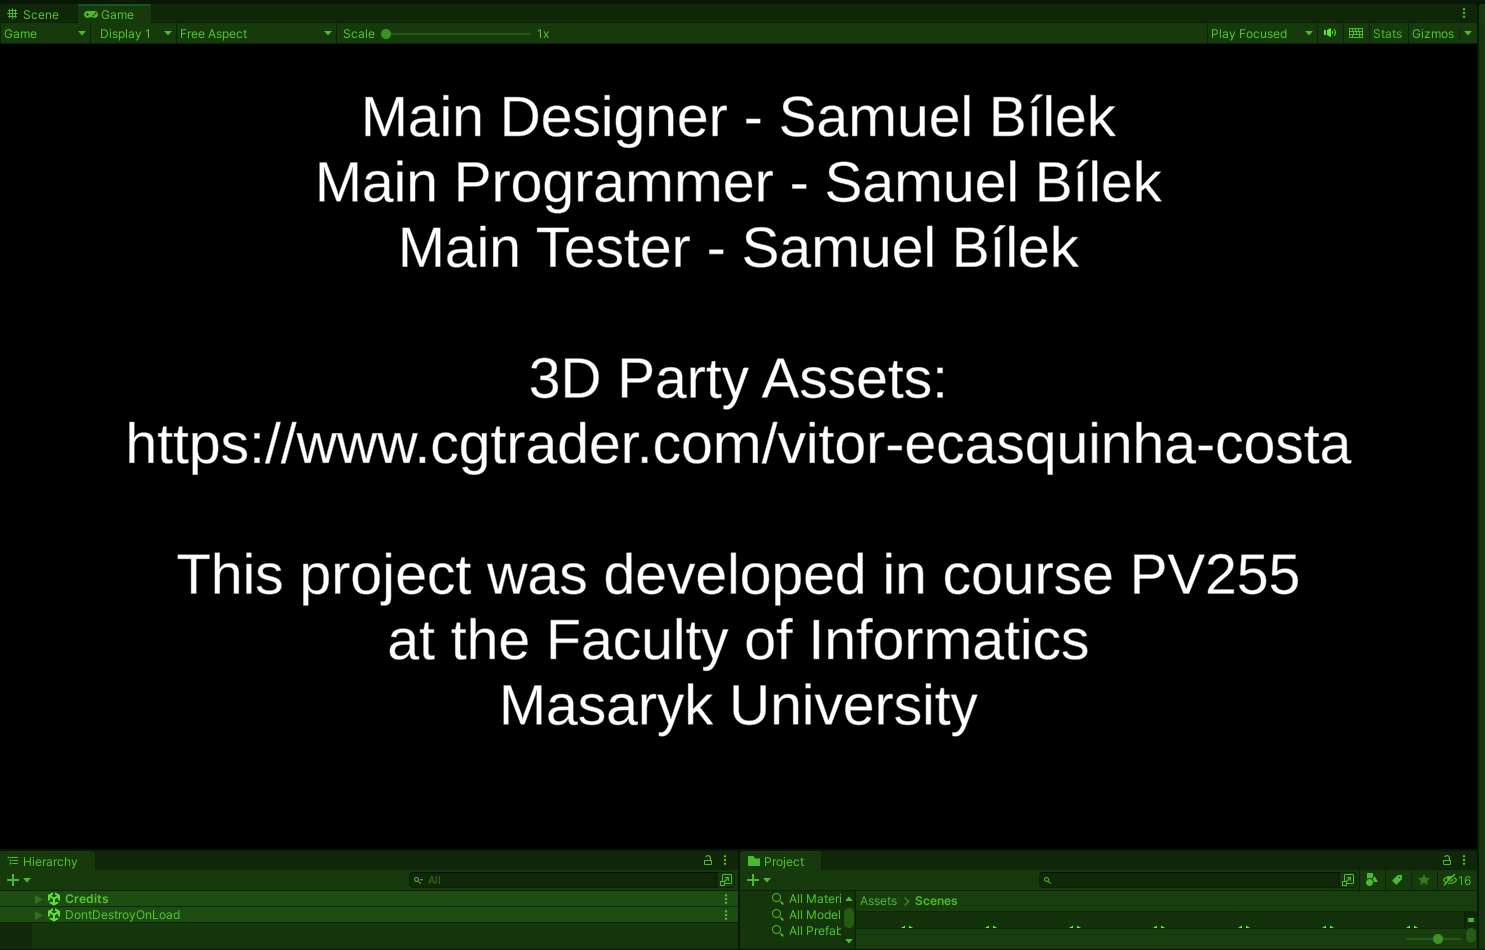 Scene
Game
Game
Display 1
Free Aspect
Scale
1x
Play Focused
Stats
Gizmos
Main Designer - Samuel Bílek
Main Programmer - Samuel Bílek
Main Tester - Samuel Bílek
3D Party Assets:
https://www.cgtrader.com/vitor-ecasquinha-costa
This project was developed in course PV255
at the Faculty of Informatics
Masaryk University
Hierarchy
All
Credits
DontDestroyOnLoad
Project
16
All Materi
All Model
All Prefab
Assets > Scenes